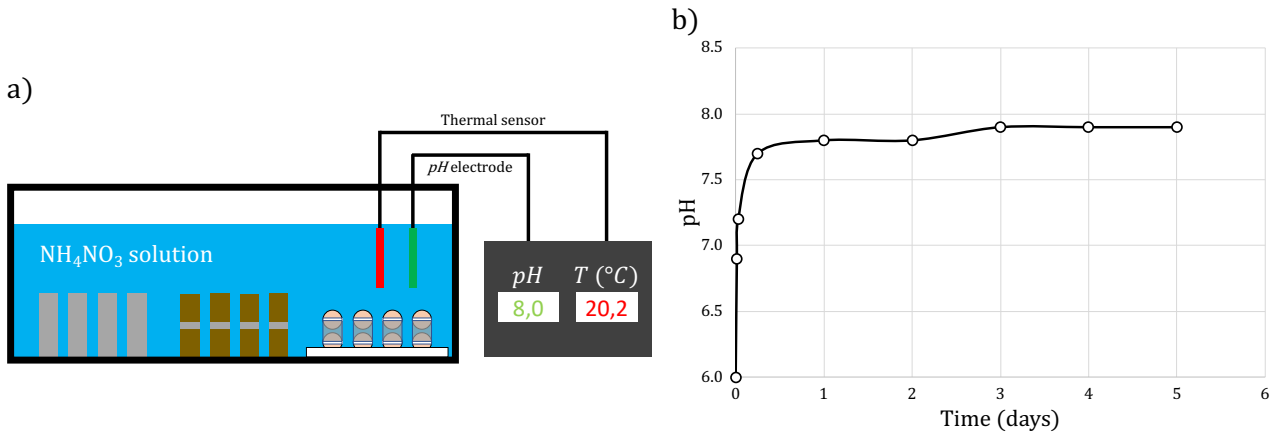 a)
Thermal sensor
pH electrode
NH₄NO₃ solution
pH T (°C)
8,0 20,2
b)
8.5
8.0
7.5
7.0
6.5
6.0
pH
0 1 2 3 4 5 6
Time (days)